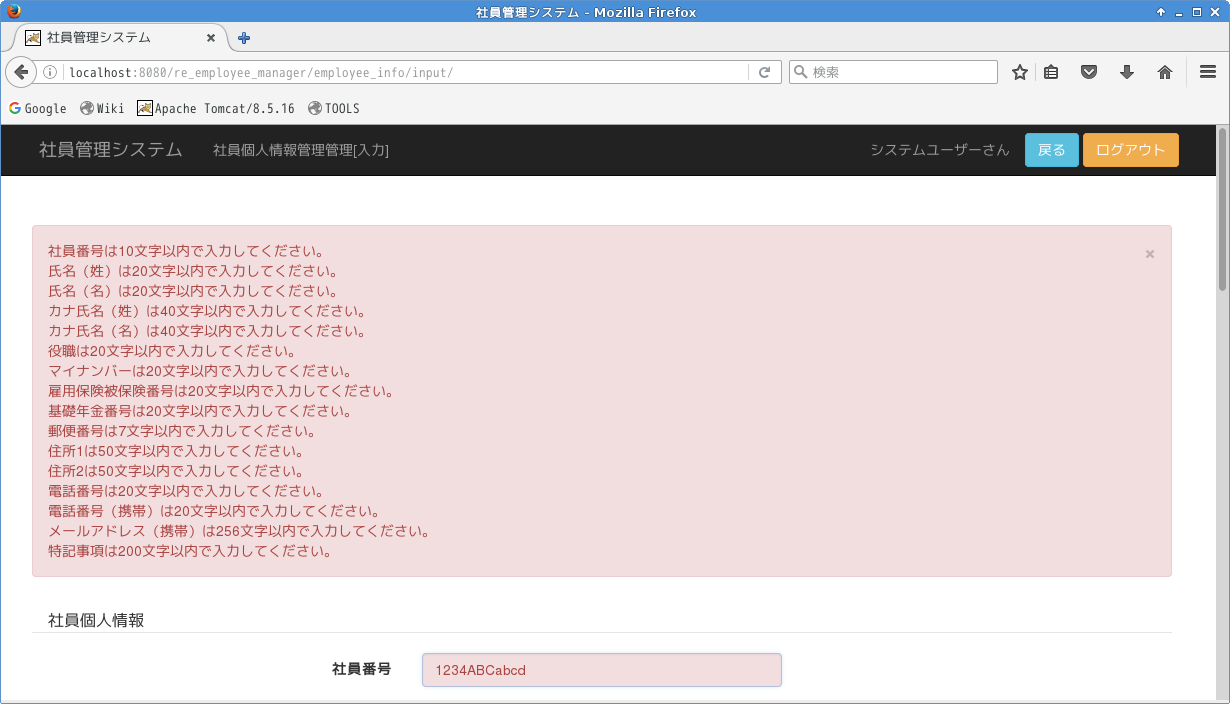 社員管理システム - Mozilla Firefox
社員管理システム
localhost:8080/re_employee_manager/employee_info/input/
検索
Google Wiki Apache Tomcat/8.5.16 TOOLS
社員管理システム 社員個人情報管理管理[入力] システムユーザーさん 戻る ログアウト
社員番号は10文字以内で入力してください。
氏名（姓）は20文字以内で入力してください。
氏名（名）は20文字以内で入力してください。
カナ氏名（姓）は40文字以内で入力してください。
カナ氏名（名）は40文字以内で入力してください。
役職は20文字以内で入力してください。
マイナンバーは20文字以内で入力してください。
雇用保険被保険番号は20文字以内で入力してください。
基礎年金番号は20文字以内で入力してください。
郵便番号は7文字以内で入力してください。
住所1は50文字以内で入力してください。
住所2は50文字以内で入力してください。
電話番号は20文字以内で入力してください。
電話番号（携帯）は20文字以内で入力してください。
メールアドレス（携帯）は256文字以内で入力してください。
特記事項は200文字以内で入力してください。
社員個人情報
社員番号 1234ABCabcd